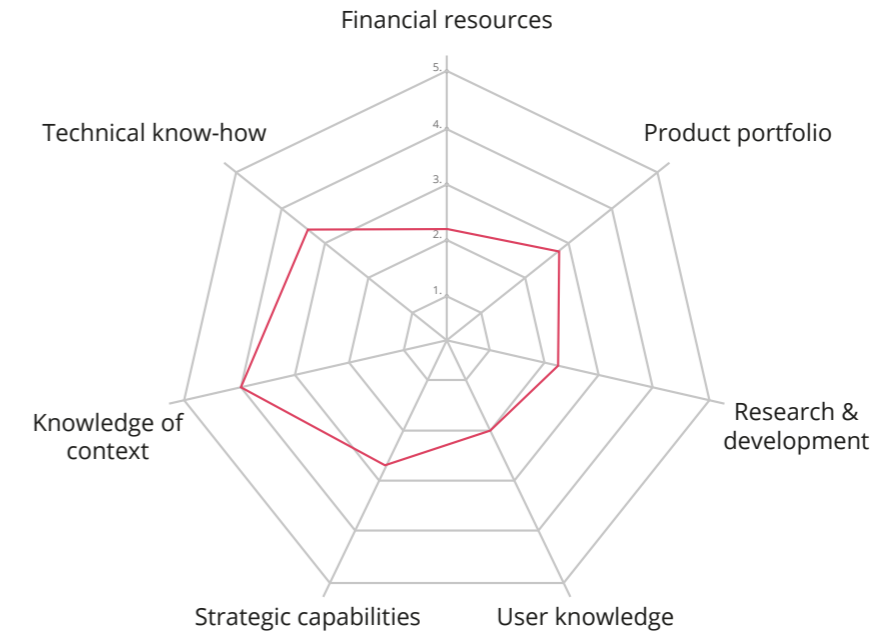 Financial resources
5.
4.
3.
2.
1.
Technical know-how
Product portfolio
Knowledge of
context
Research &
development
Strategic capabilities
User knowledge